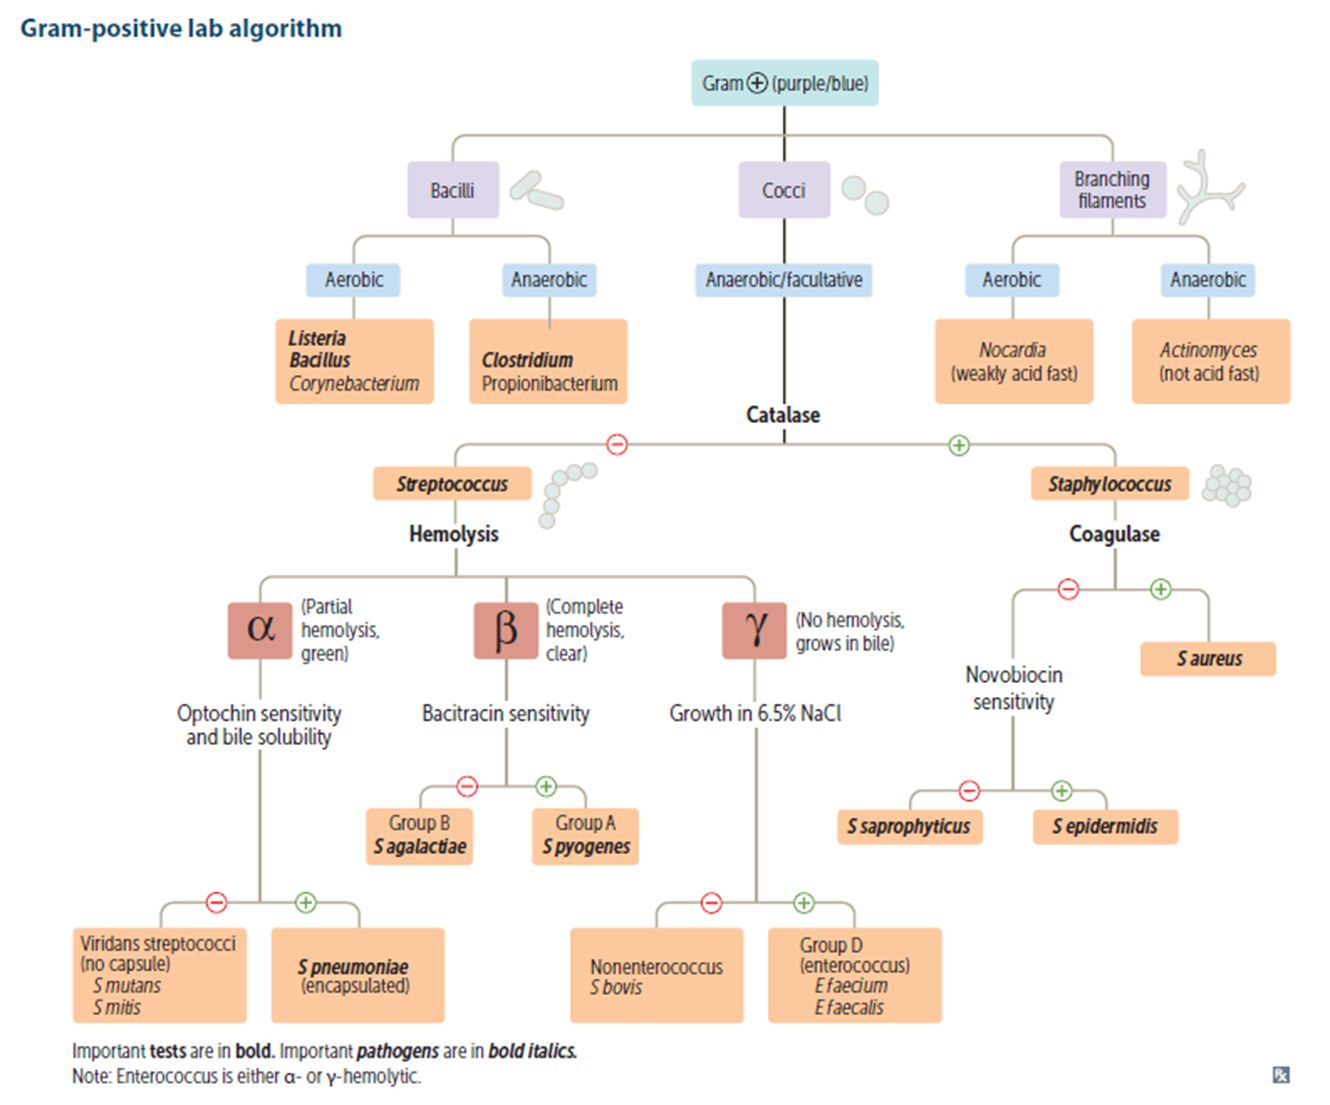 Gram-positive lab algorithm
Gram ⊕ (purple/blue)
Bacilli
Cocci
Branching
filaments
Aerobic
Anaerobic
Anaerobic/facultative
Aerobic
Anaerobic
Listeria
Bacillus
Corynebacterium
Clostridium
Propionibacterium
Nocardia
(weakly acid fast)
Actinomyces
(not acid fast)
Catalase
−
+
Streptococcus
Staphylococcus
Hemolysis
Coagulase
−
+
α
(Partial
hemolysis,
green)
β
(Complete
hemolysis,
clear)
γ
(No hemolysis,
grows in bile)
S aureus
Novobiocin
sensitivity
Optochin sensitivity
and bile solubility
Bacitracin sensitivity
Growth in 6.5% NaCl
−
+
−
+
Group B
S agalactiae
Group A
S pyogenes
S saprophyticus
S epidermidis
−
+
−
+
Viridans streptococci
(no capsule)
S mutans
S mitis
S pneumoniae
(encapsulated)
Nonenterococcus
S bovis
Group D
(enterococcus)
E faecium
E faecalis
Important tests are in bold. Important pathogens are in bold italics.
Note: Enterococcus is either α- or γ-hemolytic.
Rx